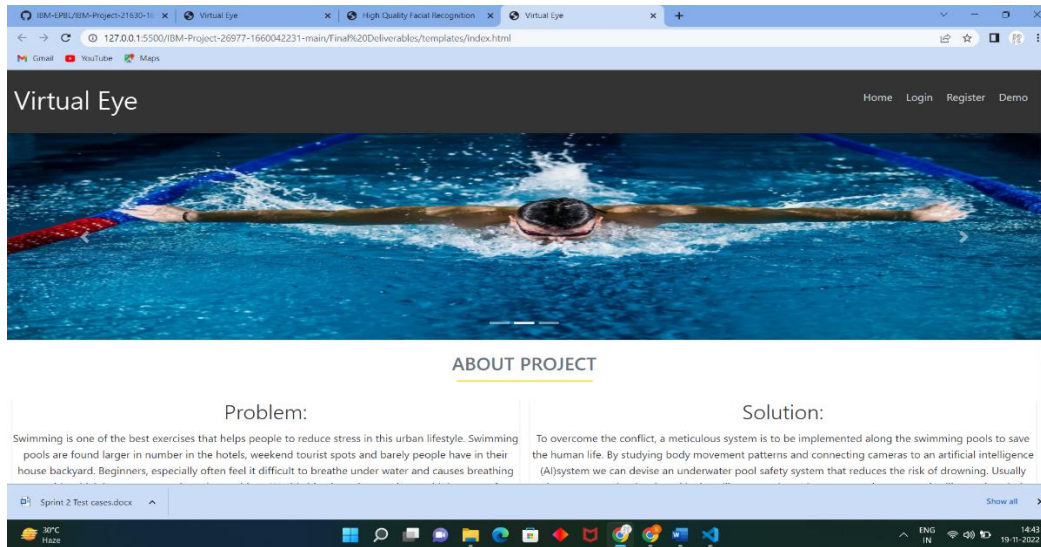 IBM-EPBL/IBM-Project-21630-16
Virtual Eye
High Quality Facial Recognition
Virtual Eye
127.0.0.1:5500/IBM-Project-26977-1660042231-main/Final%20Deliverables/templates/index.html
Gmail YouTube Maps
Virtual Eye
Home Login Register Demo
ABOUT PROJECT
Problem:
Swimming is one of the best exercises that helps people to reduce stress in this urban lifestyle. Swimming
pools are found larger in number in the hotels, weekend tourist spots and barely people have in their
house backyard. Beginners, especially often feel it difficult to breathe under water and causes breathing
Solution:
To overcome the conflict, a meticulous system is to be implemented along the swimming pools to save
the human life. By studying body movement patterns and connecting cameras to an artificial intelligence
(AI)system we can devise an underwater pool safety system that reduces the risk of drowning. Usually
Sprint 2 Test cases.docx
Show all
30°C
Haze
ENG
IN
14:43
19-11-2022